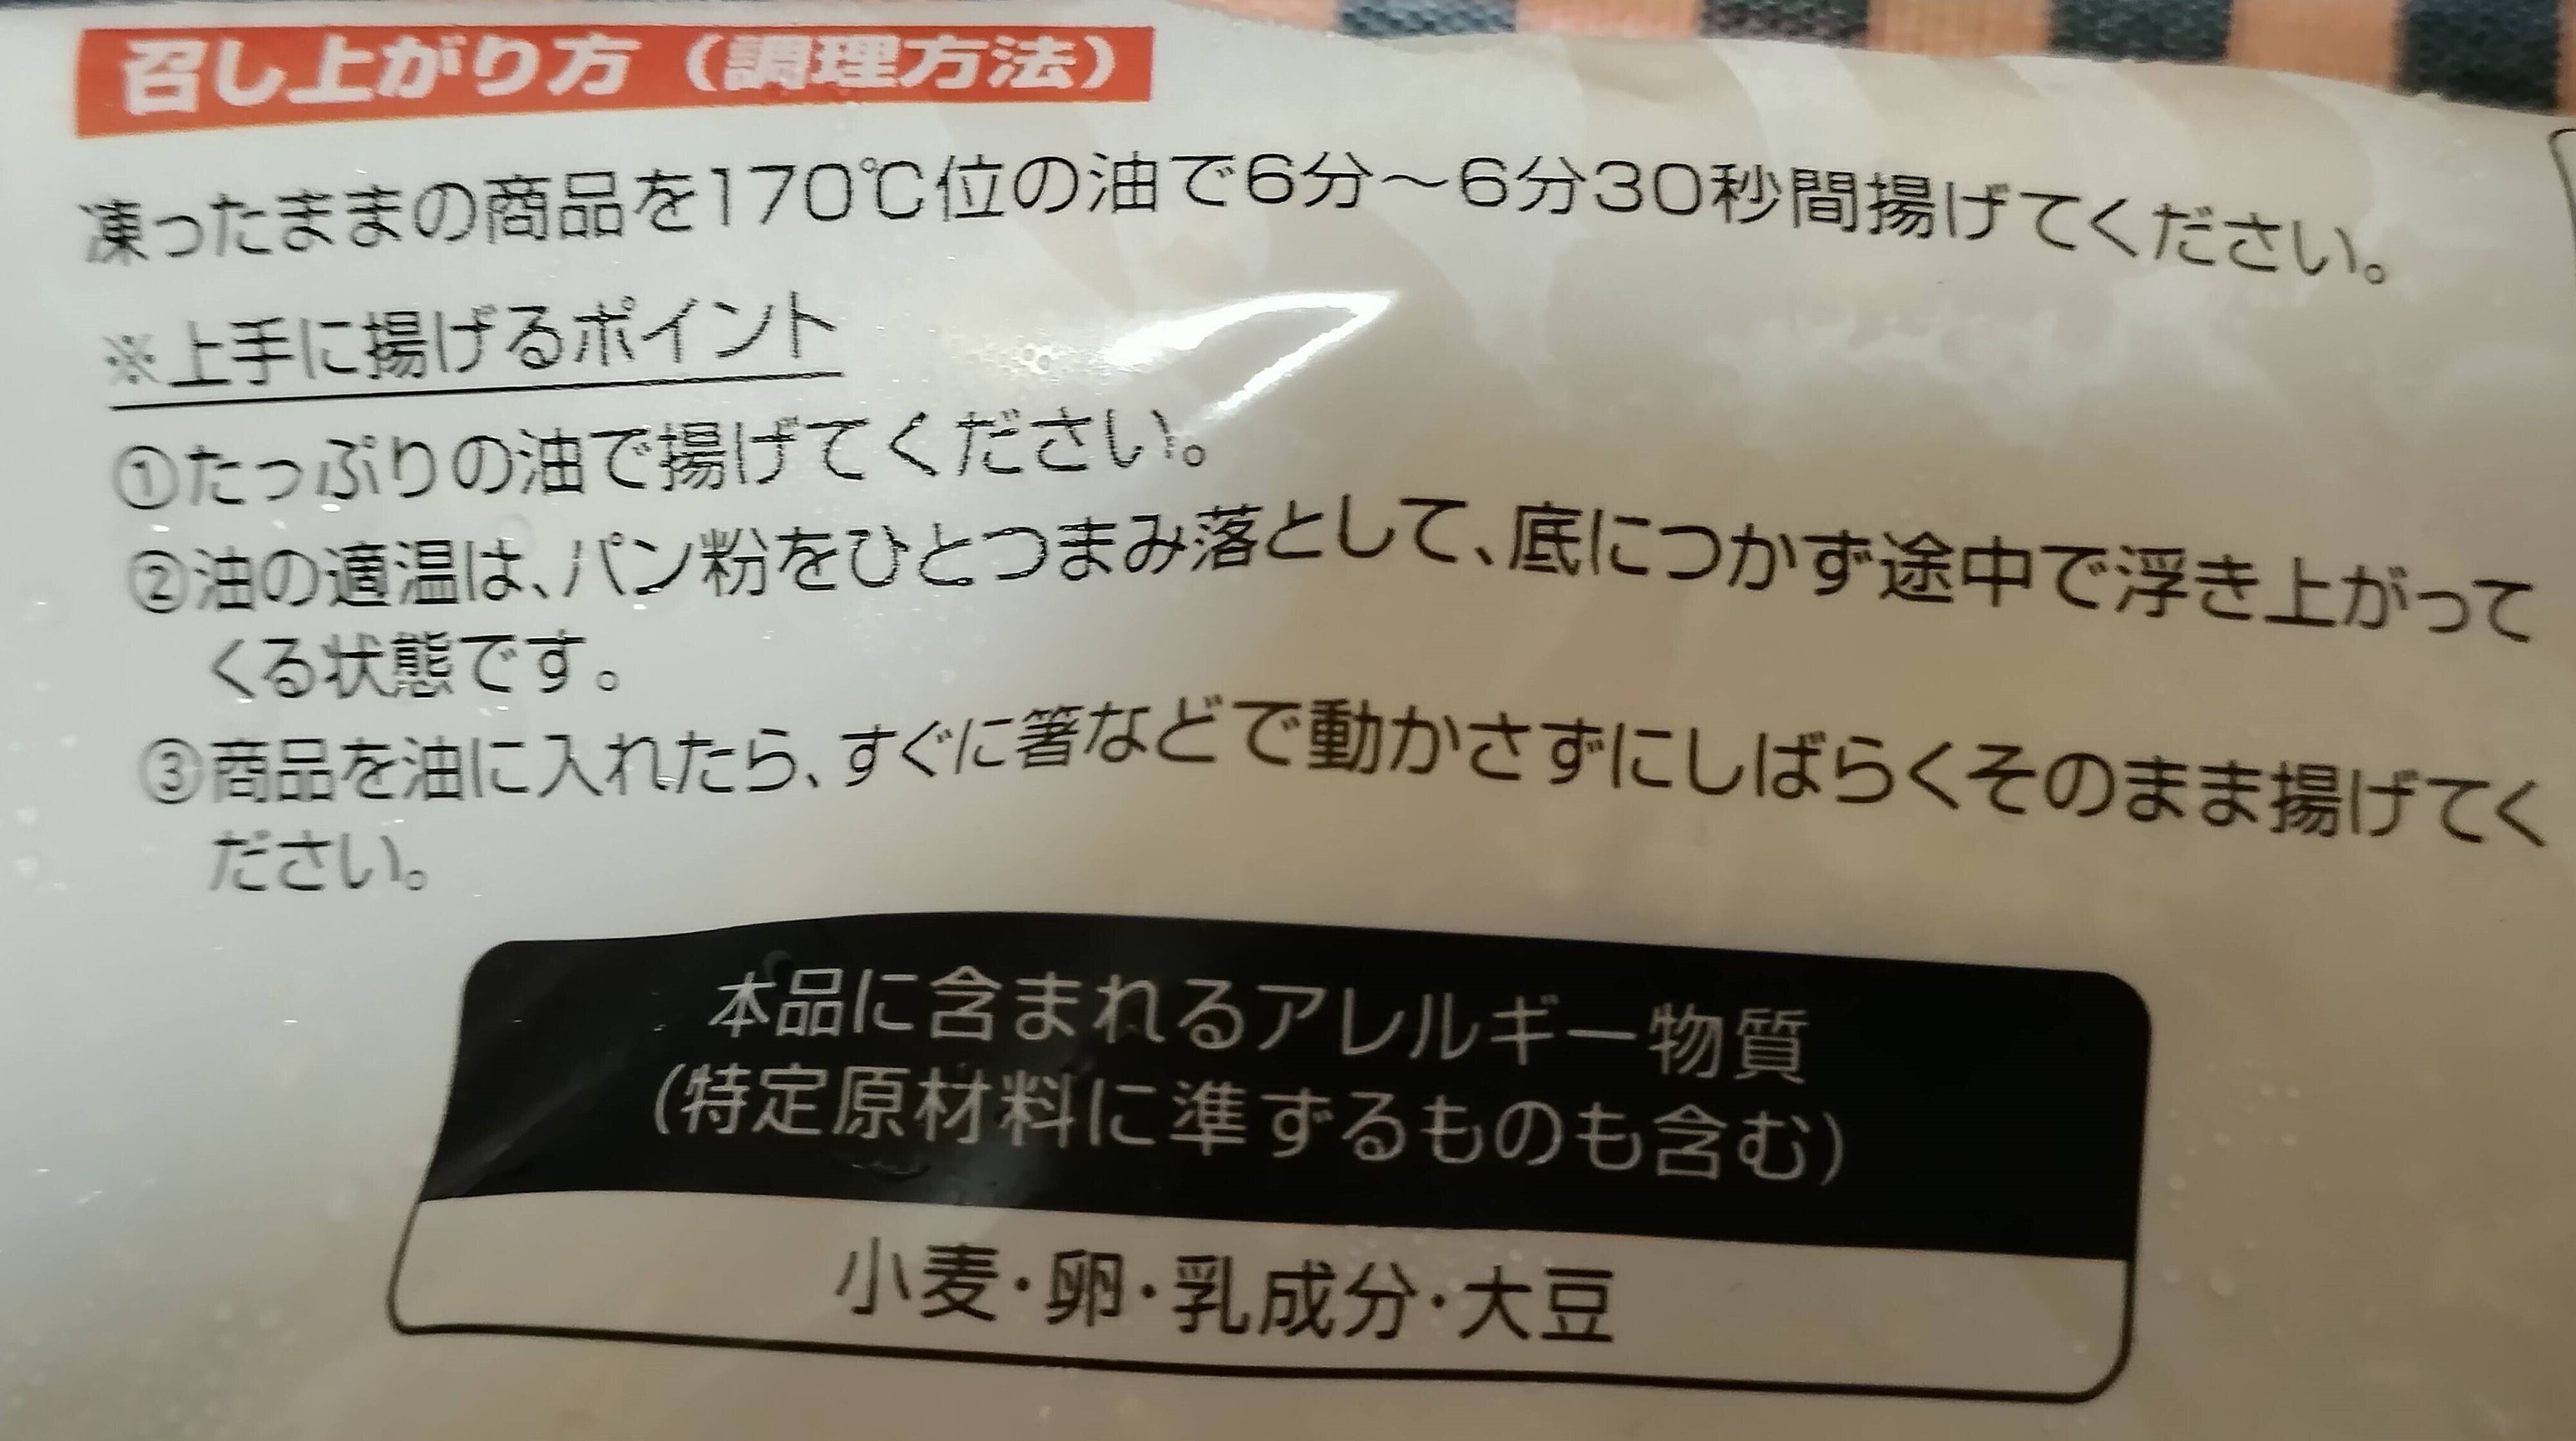 召し上がり方（調理方法）
凍ったままの商品を170℃位の油で6分～6分30秒間揚げてください。
※上手に揚げるポイント
①たっぷりの油で揚げてください。
②油の適温は、パン粉をひとつまみ落として、底につかず途中で浮き上がって
くる状態です。
③商品を油に入れたら、すぐに箸などで動かさずにしばらくそのまま揚げてく
ださい。
本品に含まれるアレルギー物質
(特定原材料に準ずるものも含む)
小麦・卵・乳成分・大豆